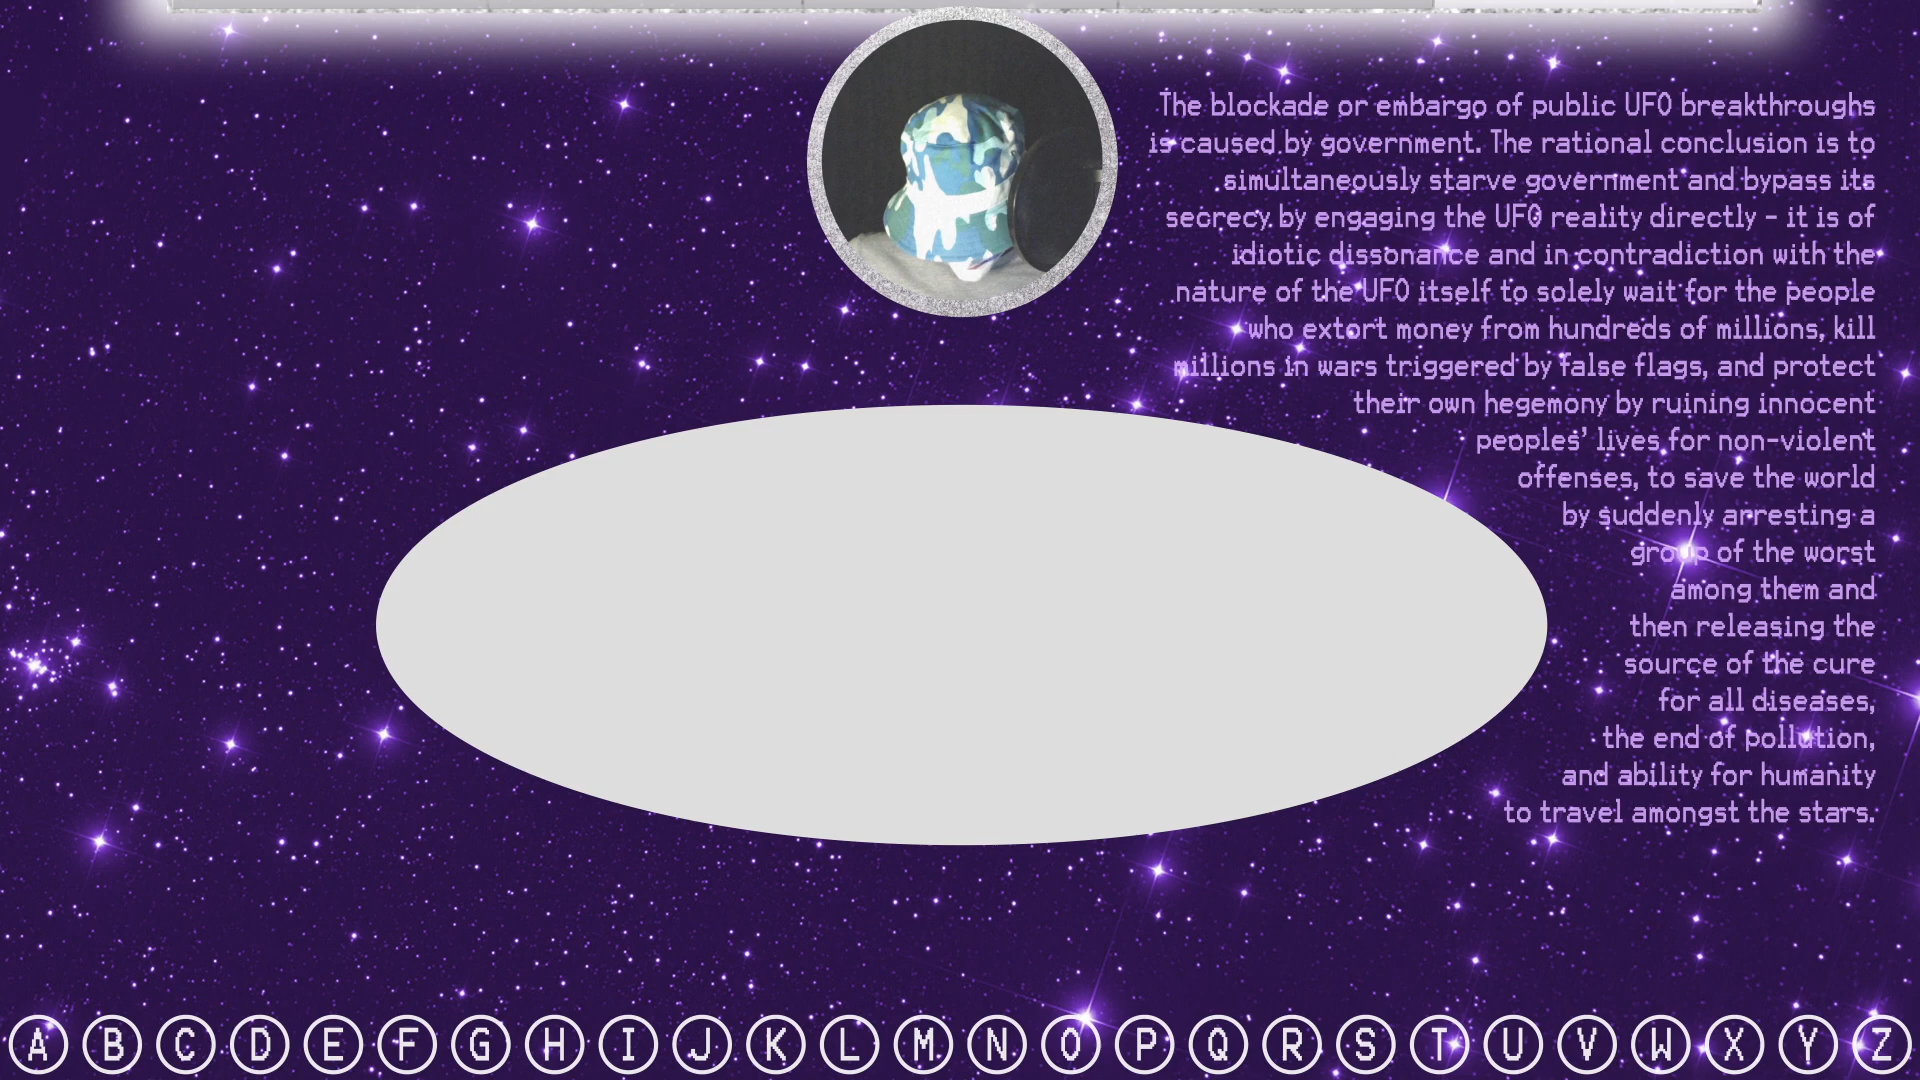 The blockade or embargo of public UFO breakthroughs
is caused by government. The rational conclusion is to
simultaneously starve government and bypass its
secrecy by engaging the UFO reality directly - it is of
idiotic dissonance and in contradiction with the
nature of the UFO itself to solely wait for the people
who extort money from hundreds of millions, kill
millions in wars triggered by false flags, and protect
their own hegemony by ruining innocent
peoples' lives for non-violent
offenses, to save the world
by suddenly arresting a
group of the worst
among them and
then releasing the
source of the cure
for all diseases,
the end of pollution,
and ability for humanity
to travel amongst the stars.
A B C D E F G H I J K L M N O P Q R S T U V W X Y Z